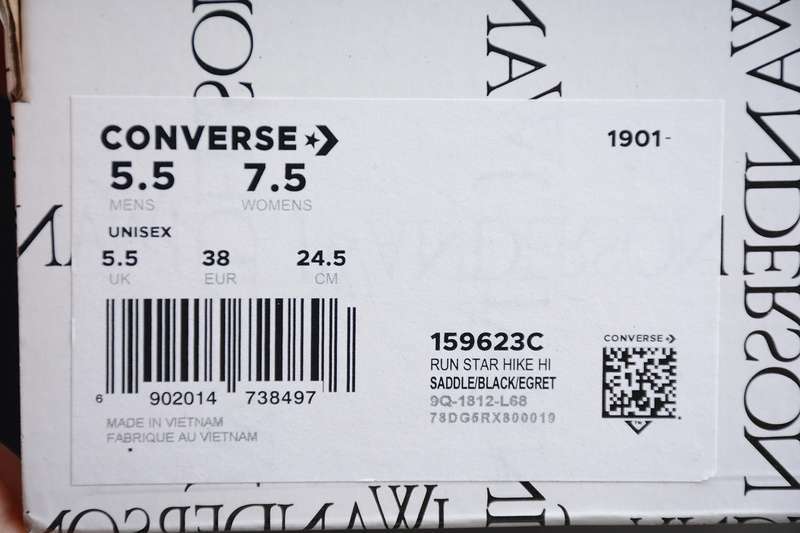 CONVERSE
1901-
5.5 7.5
MENS WOMENS
UNISEX
5.5 38 24.5
UK EUR CM
6 902014 738497
MADE IN VIETNAM
FABRIQUE AU VIETNAM
159623C
RUN STAR HIKE HI
SADDLE/BLACK/EGRET
9Q-1812-L68
78DG6RX800019
CONVERSE
WANDERSON